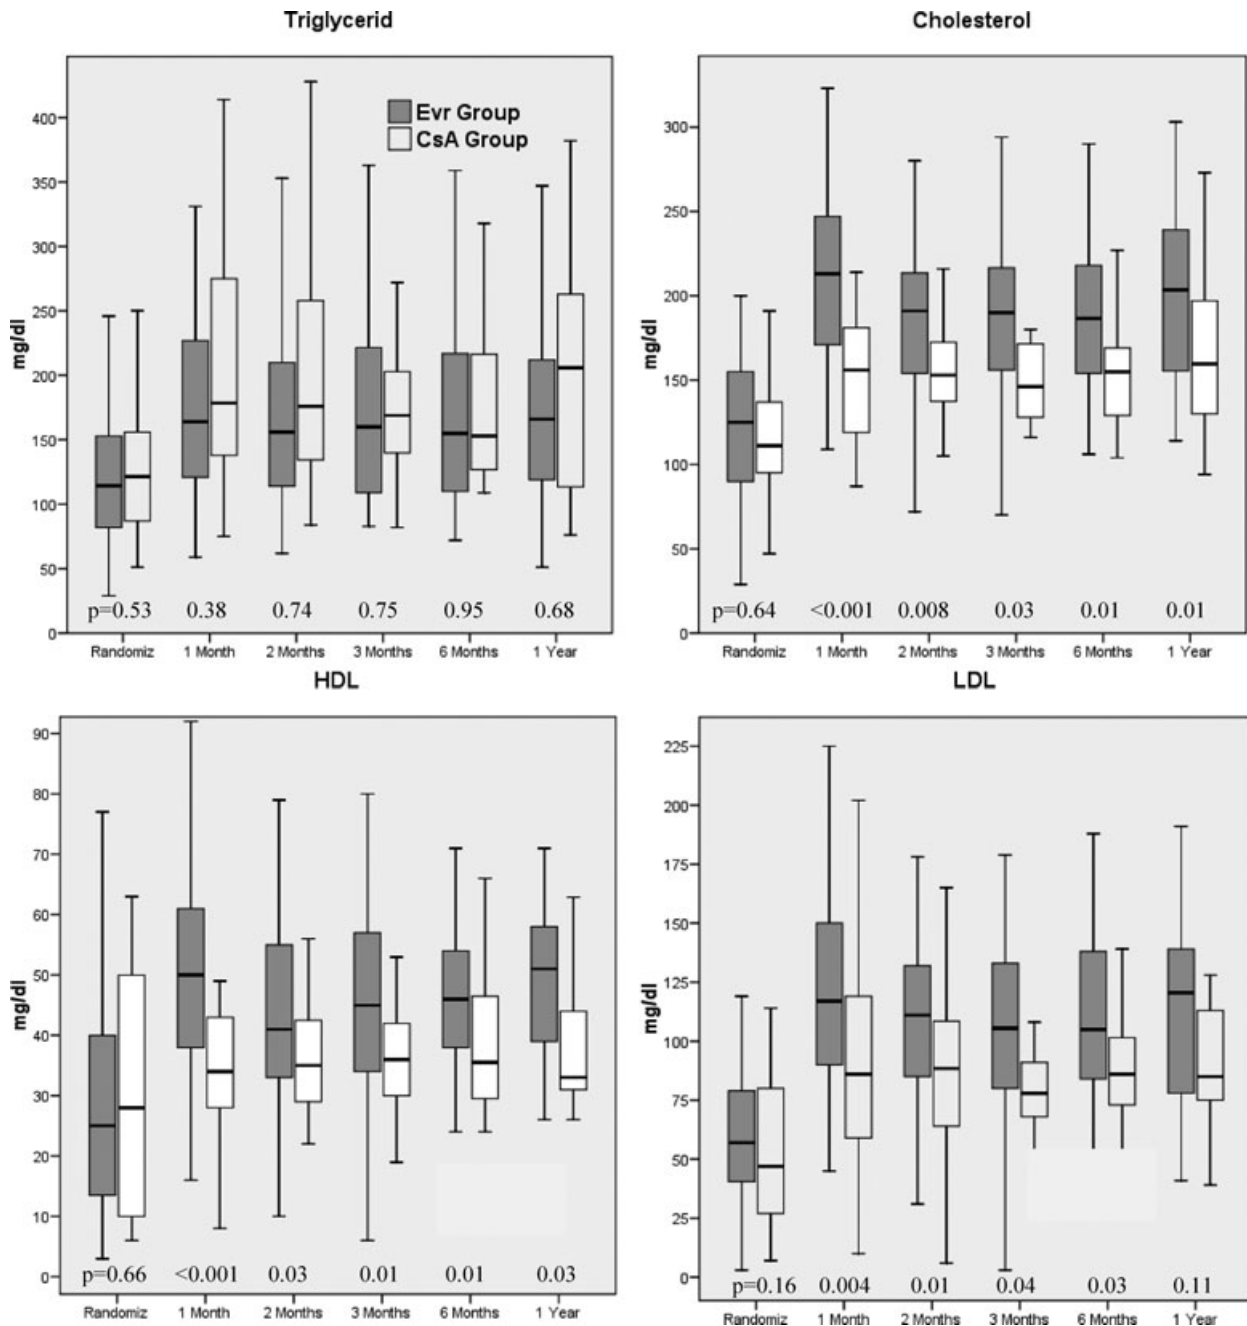 Triglycerid
400
350
300
250
200
150
100
50
0
mg/dl
Evr Group
CsA Group
p=0.53 0.38 0.74 0.75 0.95 0.68
Randomiz 1 Month 2 Months 3 Months 6 Months 1 Year
Cholesterol
300
250
200
150
100
50
0
mg/dl
p=0.64 <0.001 0.008 0.03 0.01 0.01
Randomiz 1 Month 2 Months 3 Months 6 Months 1 Year
HDL
90
80
70
60
50
40
30
20
10
0
mg/dl
p=0.66 <0.001 0.03 0.01 0.01 0.03
Randomiz 1 Month 2 Months 3 Months 6 Months 1 Year
LDL
225
200
175
150
125
100
75
50
25
0
mg/dl
p=0.16 0.004 0.01 0.04 0.03 0.11
Randomiz 1 Month 2 Months 3 Months 6 Months 1 Year